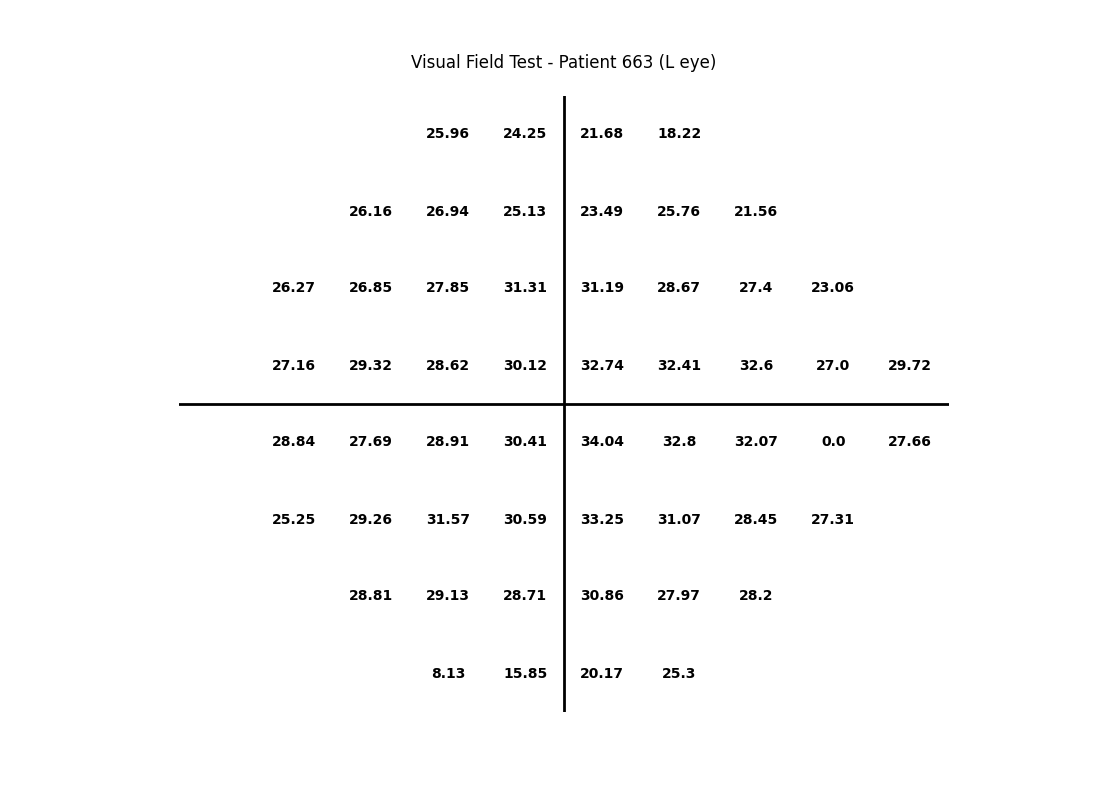 Visual Field Test - Patient 663 (L eye)
25.96 24.25 21.68 18.22
26.16 26.94 25.13 23.49 25.76 21.56
26.27 26.85 27.85 31.31 31.19 28.67 27.4 23.06
27.16 29.32 28.62 30.12 32.74 32.41 32.6 27.0 29.72
28.84 27.69 28.91 30.41 34.04 32.8 32.07 0.0 27.66
25.25 29.26 31.57 30.59 33.25 31.07 28.45 27.31
28.81 29.13 28.71 30.86 27.97 28.2
8.13 15.85 20.17 25.3